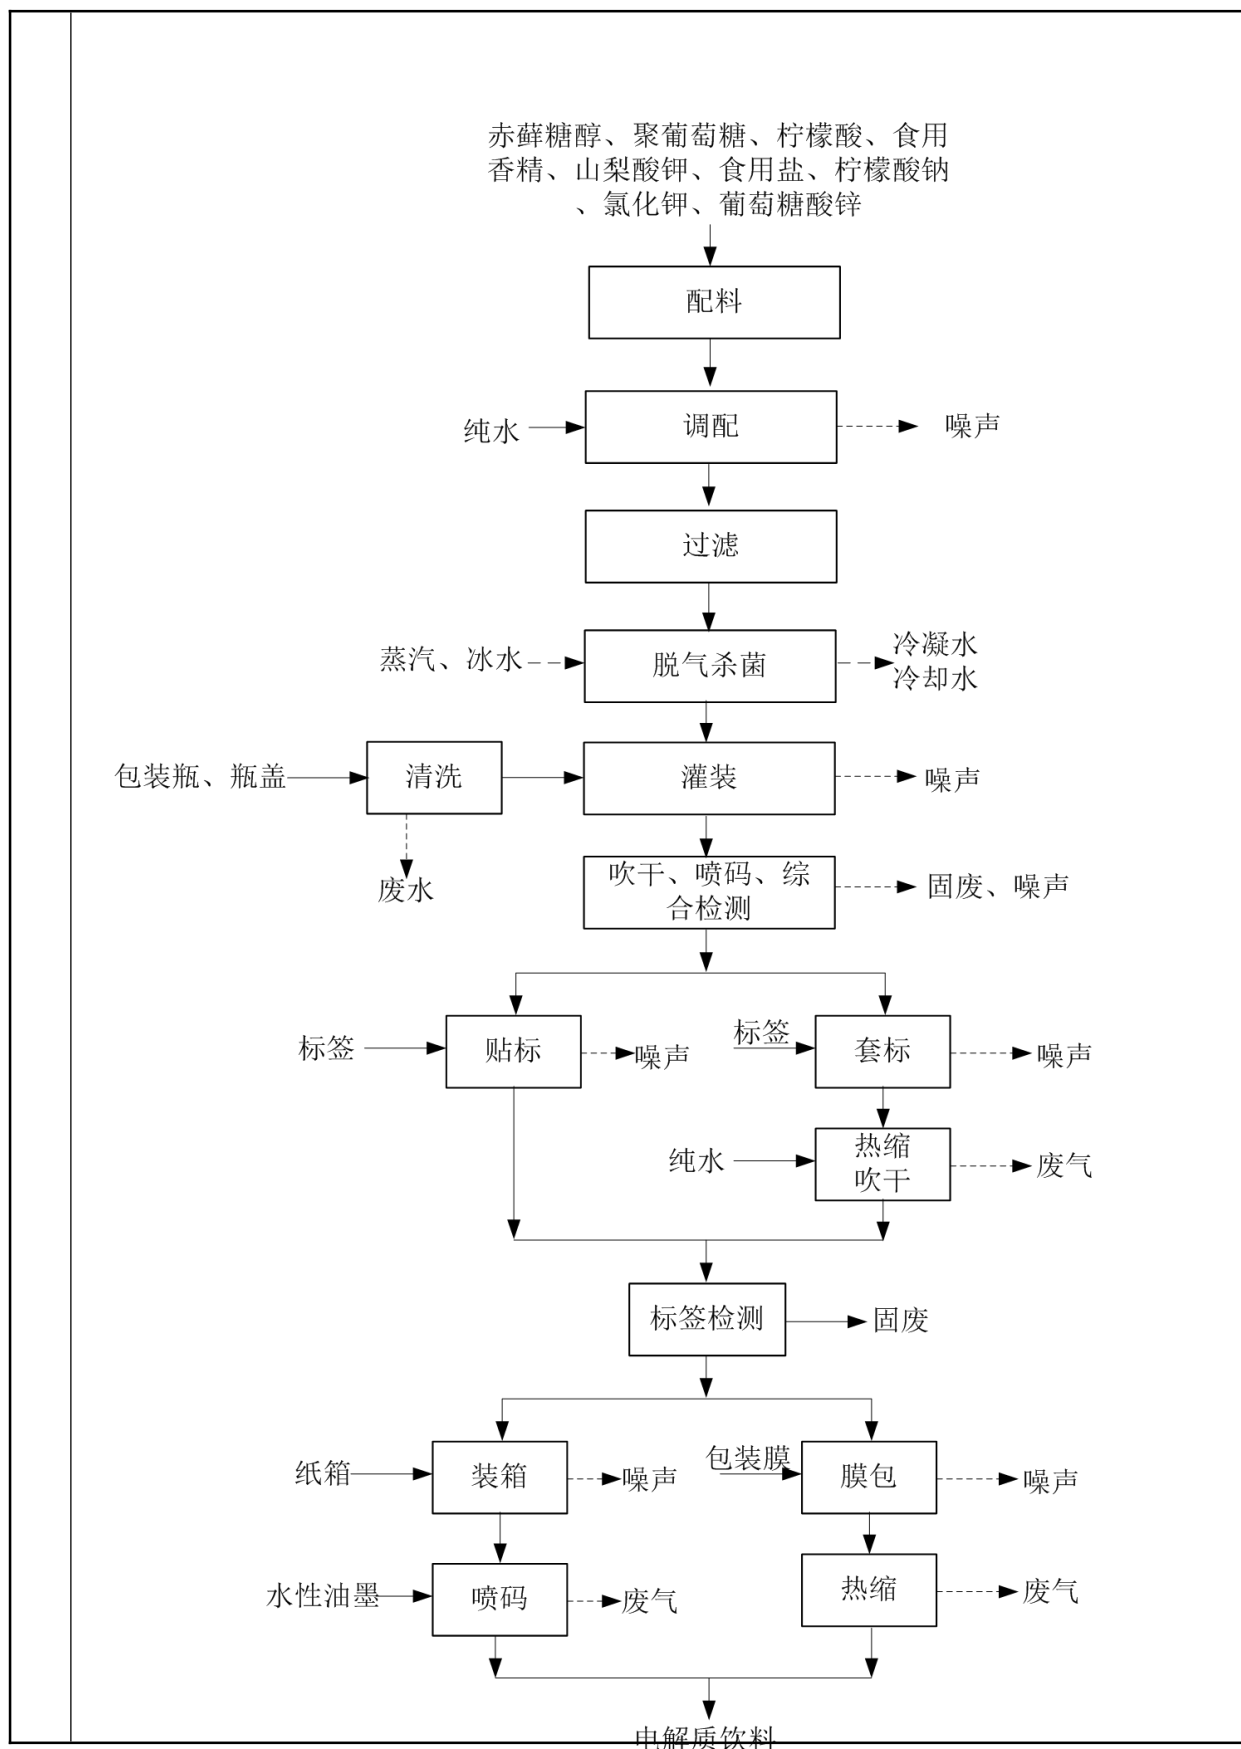 赤藓糖醇、聚葡萄糖、柠檬酸、食用
香精、山梨酸钾、食用盐、柠檬酸钠
、氯化钾、葡萄糖酸锌
配料
纯水
调配
噪声
过滤
蒸汽、冰水
脱气杀菌
冷凝水
冷却水
包装瓶、瓶盖
清洗
灌装
噪声
废水
吹干、喷码、综
合检测
固废、噪声
标签
贴标
噪声
标签
套标
噪声
纯水
热缩
吹干
废气
标签检测
固废
纸箱
装箱
噪声
包装膜
膜包
噪声
水性油墨
喷码
废气
热缩
废气
电解质饮料